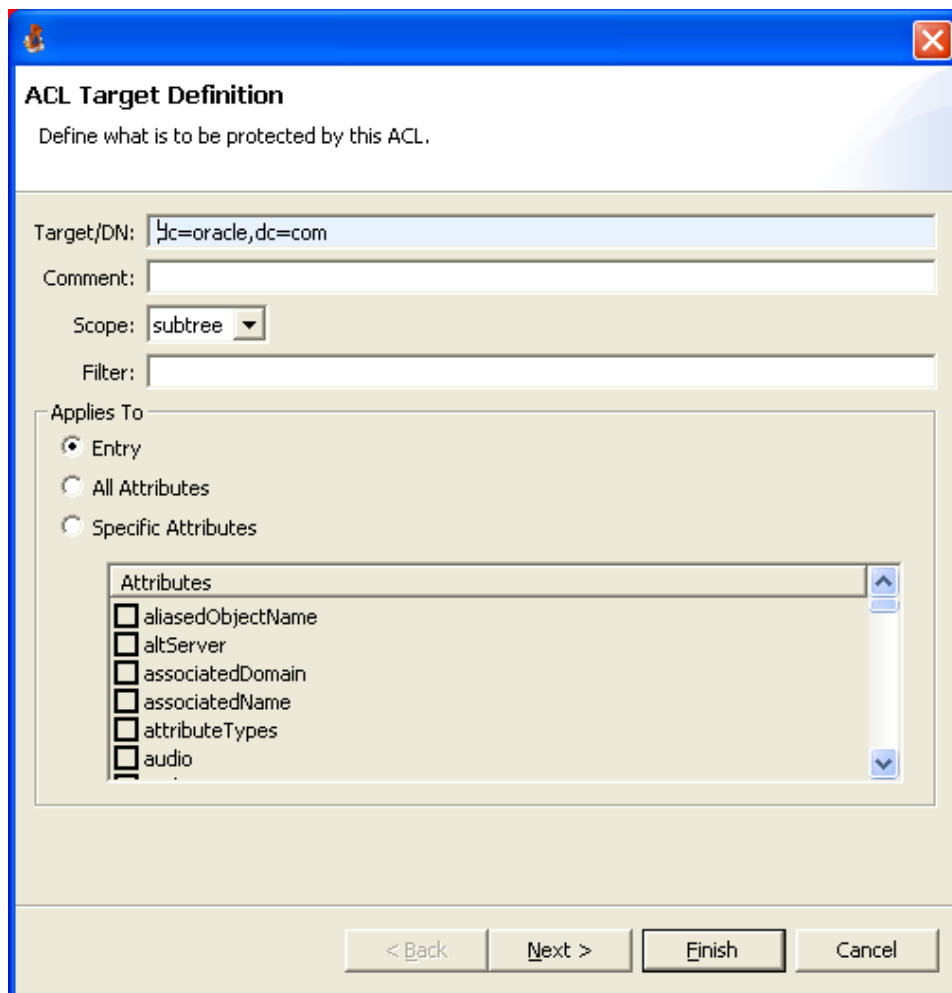 ACL Target Definition
Define what is to be protected by this ACL.
Target/DN: dc=oracle,dc=com
Comment:
Scope: subtree
Filter:
Applies To
Entry
All Attributes
Specific Attributes
Attributes
aliasedObjectName
altServer
associatedDomain
associatedName
attributeTypes
audio
< Back Next > Finish Cancel